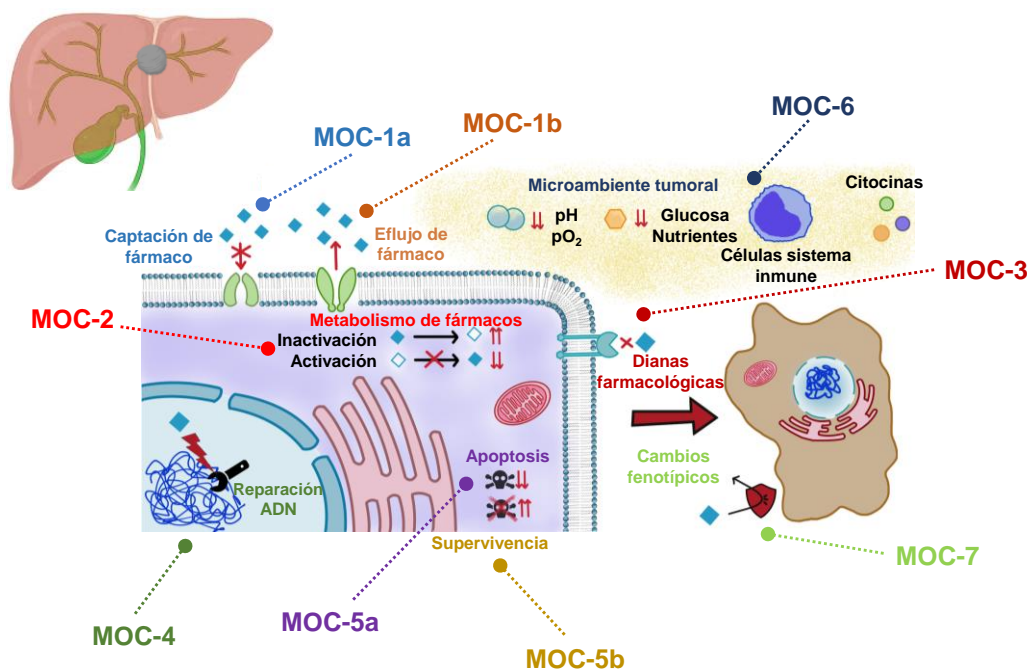 MOC-1a
MOC-1b
MOC-6
Microambiente tumoral
Citocinas
pH
pO2
Glucosa
Nutrientes
Células sistema
inmune
Captación de
fármaco
Eflujo de
fármaco
MOC-3
MOC-2
Metabolismo de fármacos
Inactivación
Activación
Dianas
farmacológicas
Apoptosis
Cambios
fenotípicos
Reparación
ADN
Supervivencia
MOC-7
MOC-4
MOC-5a
MOC-5b